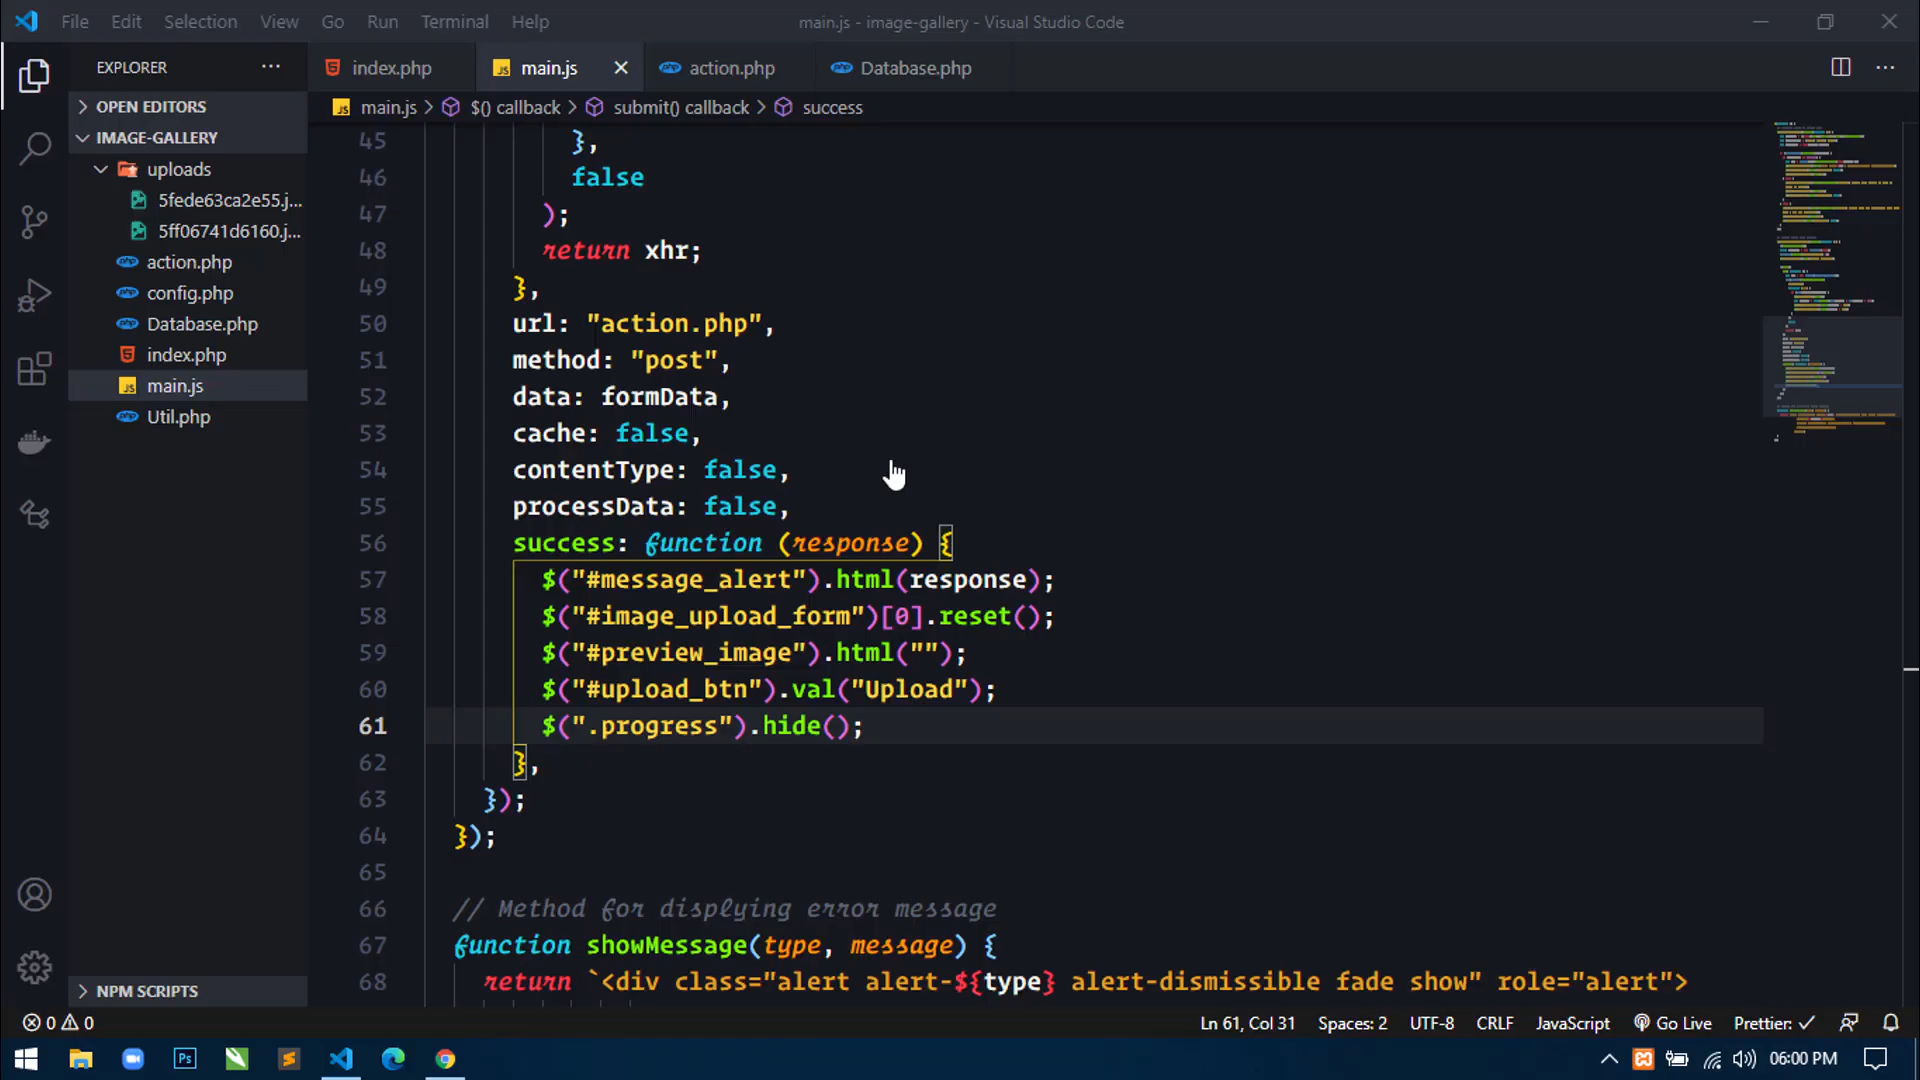 File Edit Selection View Go Run Terminal Help
main.js - image-gallery - Visual Studio Code
EXPLORER
index.php
main.js
action.php
Database.php
main.js > $() callback > submit() callback > success
OPEN EDITORS
IMAGE-GALLERY
uploads
5fede63ca2e55.j...
5ff06741d6160.j...
action.php
config.php
Database.php
index.php
main.js
Util.php
NPM SCRIPTS
45 },
46 false
47 );
48 return xhr;
49 },
50 url: "action.php",
51 method: "post",
52 data: formData,
53 cache: false,
54 contentType: false,
55 processData: false,
56 success: function (response) {
57 $("#message_alert").html(response);
58 $("#image_upload_form")[0].reset();
59 $("#preview_image").html("");
60 $("#upload_btn").val("Upload");
61 $(".progress").hide();
62 },
63 });
64 });
65
66 // Method for displying error message
67 function showMessage(type, message) {
68 return `<div class="alert alert-${type} alert-dismissible fade show" role="alert">
0 0
Ln 61, Col 31 Spaces: 2 UTF-8 CRLF JavaScript Go Live Prettier: ✓
Ps
06:00 PM